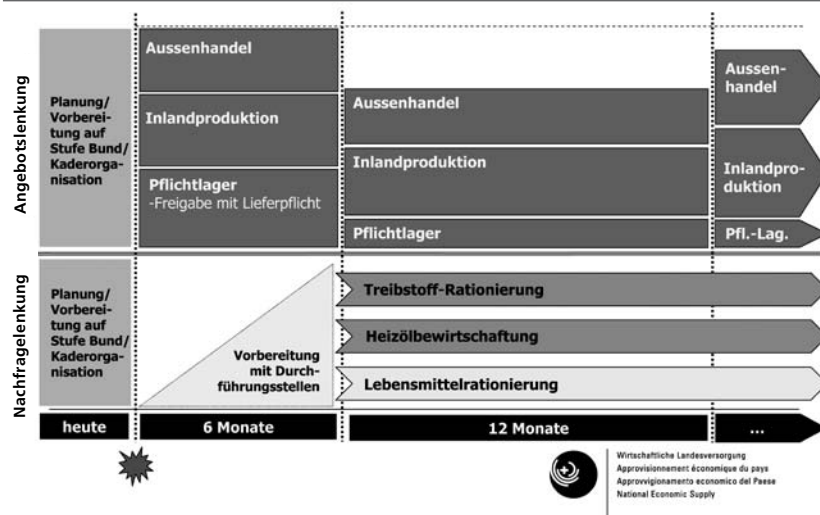 Angebotslenkung
Planung/
Vorberei-
tung auf
Stufe Bund/
Kaderorga-
nisation
Aussenhandel
Inlandproduktion
Pflichtlager
-Freigabe mit Lieferpflicht
Aussenhandel
Inlandproduktion
Pflichtlager
Aussen-
handel
Inlandpro-
duktion
Pfl.-Lag.
Nachfragelenkung
Planung/
Vorberei-
tung auf
Stufe Bund/
Kaderorga-
nisation
Vorbereitung
mit Durch-
führungsstellen
Treibstoff-Rationierung
Heizölbewirtschaftung
Lebensmittelrationierung
heute
6 Monate
12 Monate
...
Wirtschaftliche Landesversorgung
Approvisionnement économique du pays
Approvvigionamento economico del Paese
National Economic Supply